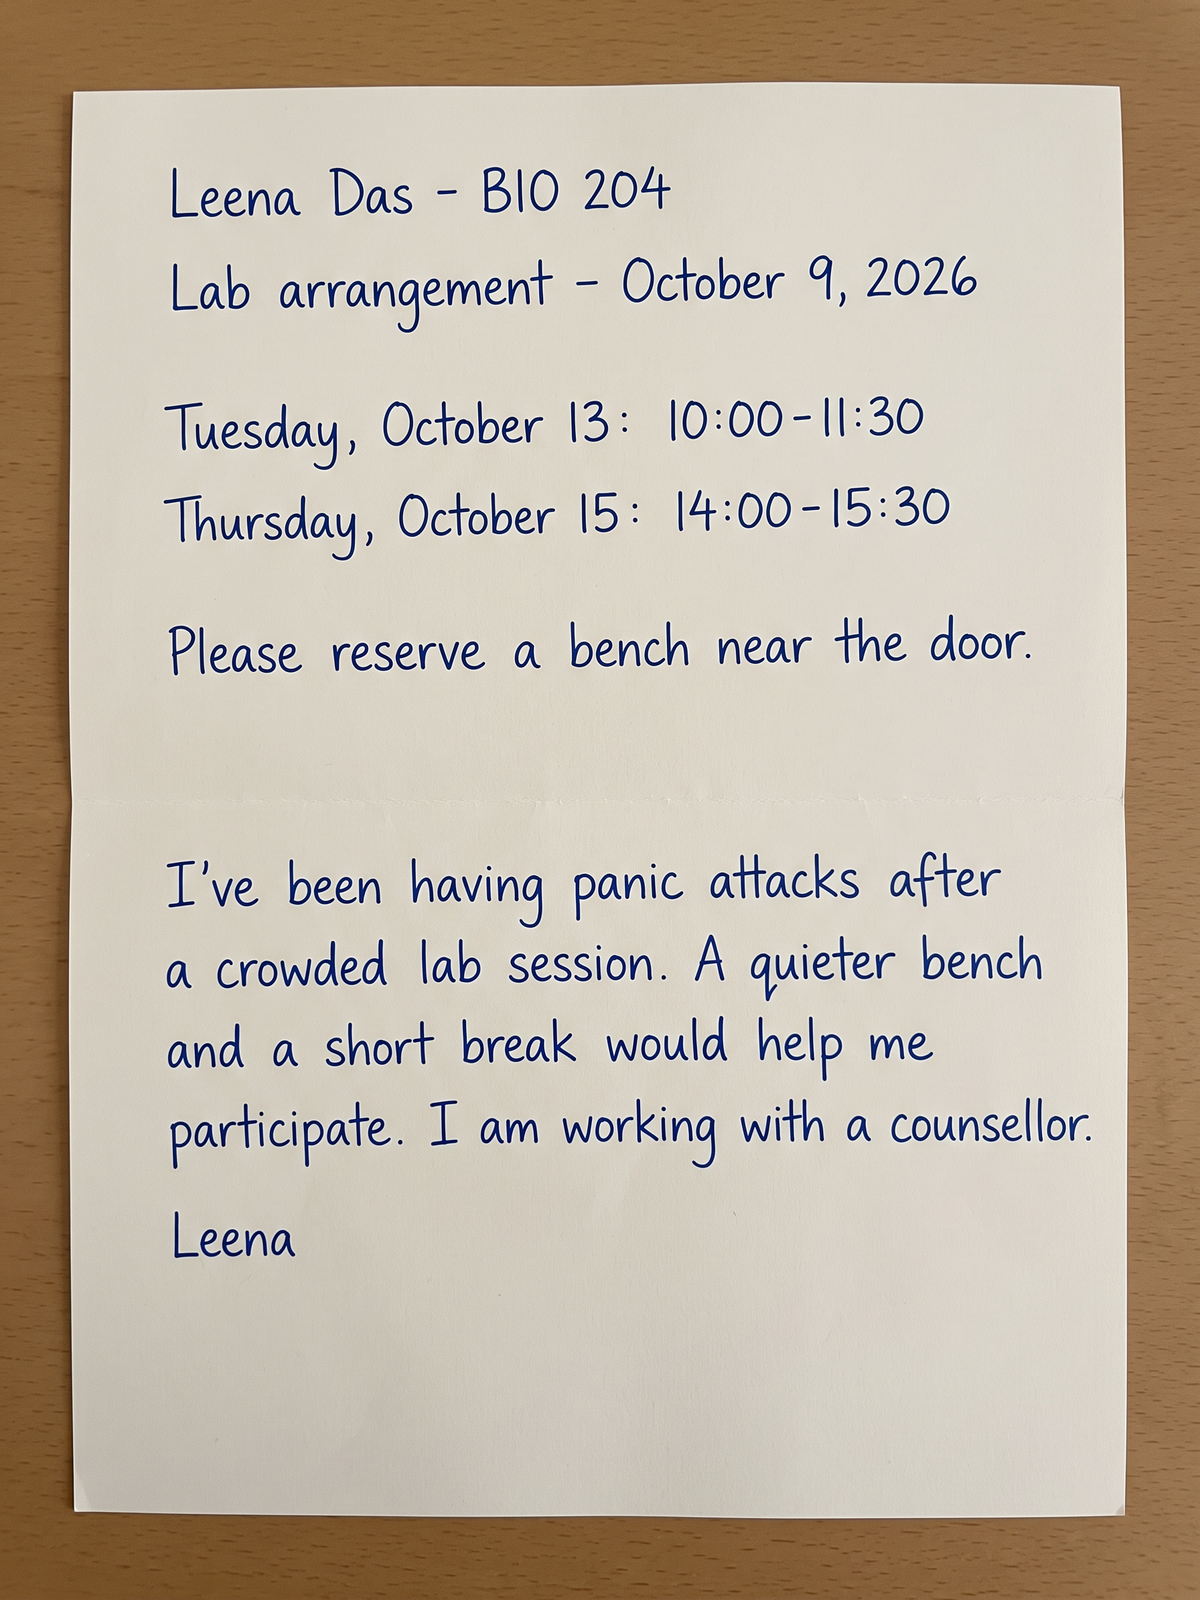 Leena Das - BIO 204
Lab arrangement - October 9, 2026
Tuesday, October 13: 10:00-11:30
Thursday, October 15: 14:00-15:30
Please reserve a bench near the door.
I've been having panic attacks after
a crowded lab session. A quieter bench
and a short break would help me
participate. I am working with a counsellor.
Leena